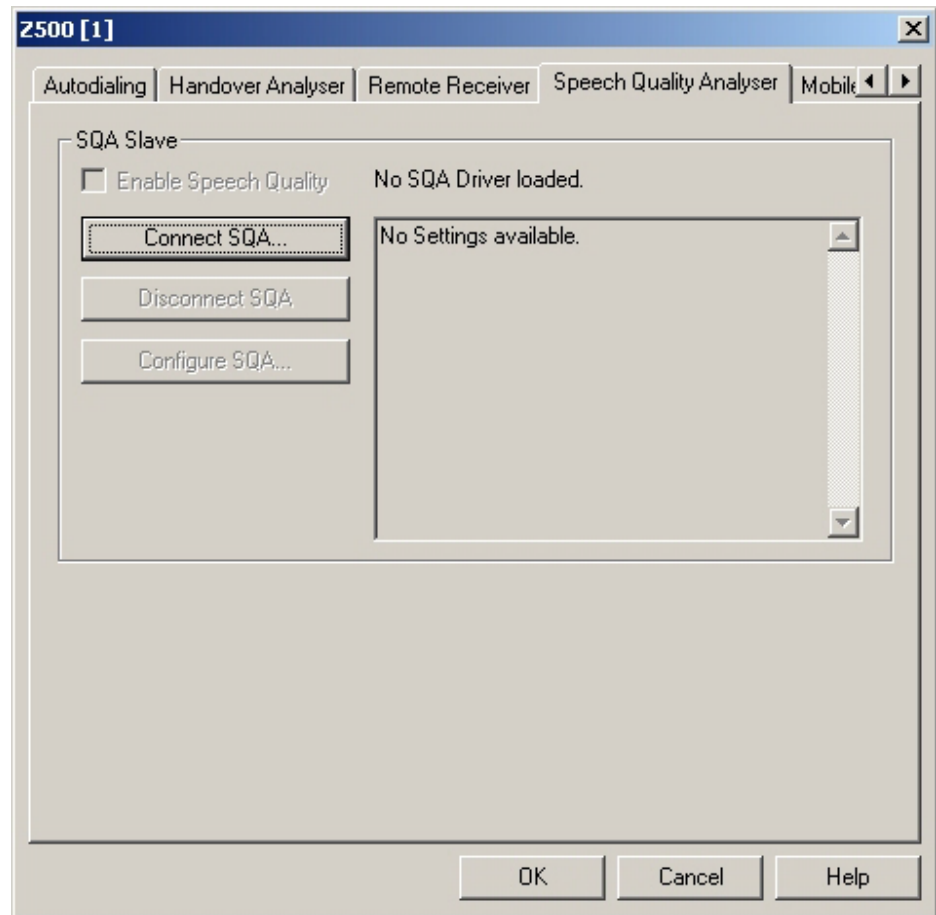 Z500 [1]
Autodialing Handover Analyser Remote Receiver Speech Quality Analyser Mobile
SQA Slave
Enable Speech Quality No SQA Driver loaded.
Connect SQA... No Settings available.
Disconnect SQA
Configure SQA...
OK Cancel Help